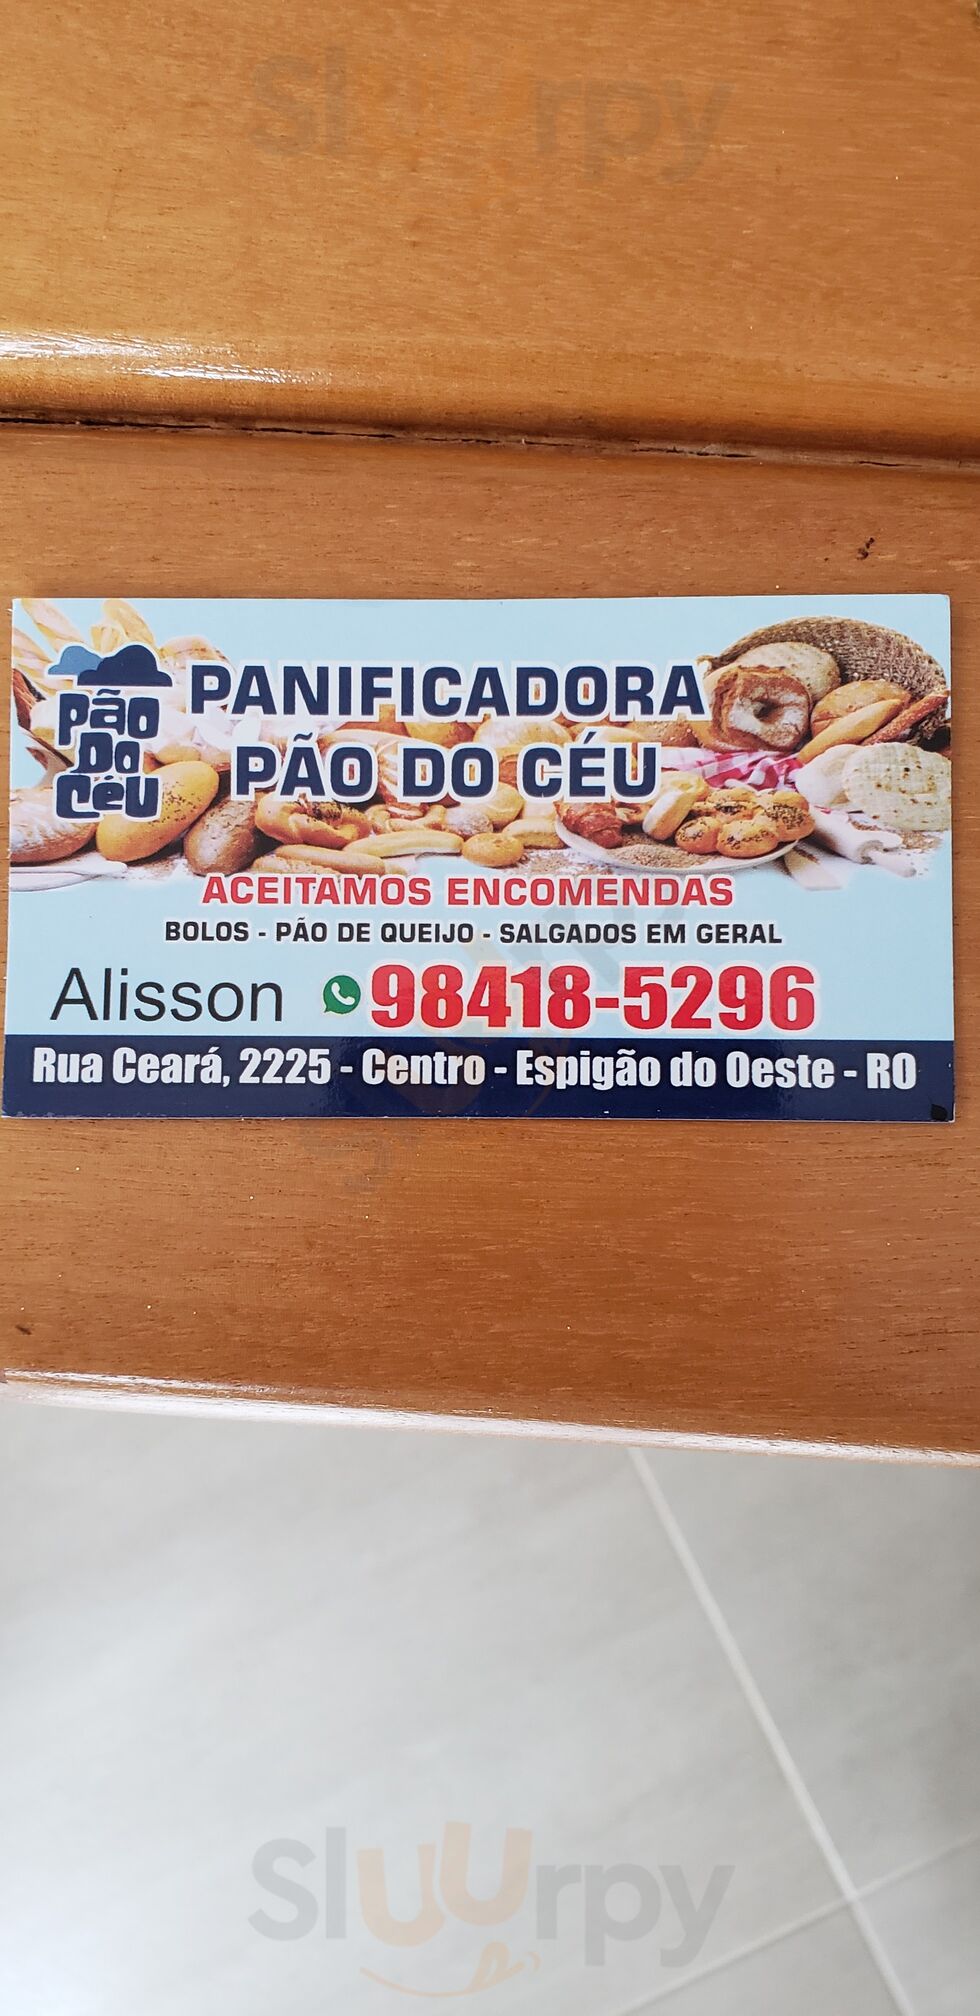 Sluurpy
Pão
Do
Céu
PANIFICADORA
PÃO DO CÉU
ACEITAMOS ENCOMENDAS
BOLOS - PÃO DE QUEIJO - SALGADOS EM GERAL
Alisson 98418-5296
Rua Ceará, 2225 - Centro - Espigão do Oeste - RO
Sluurpy